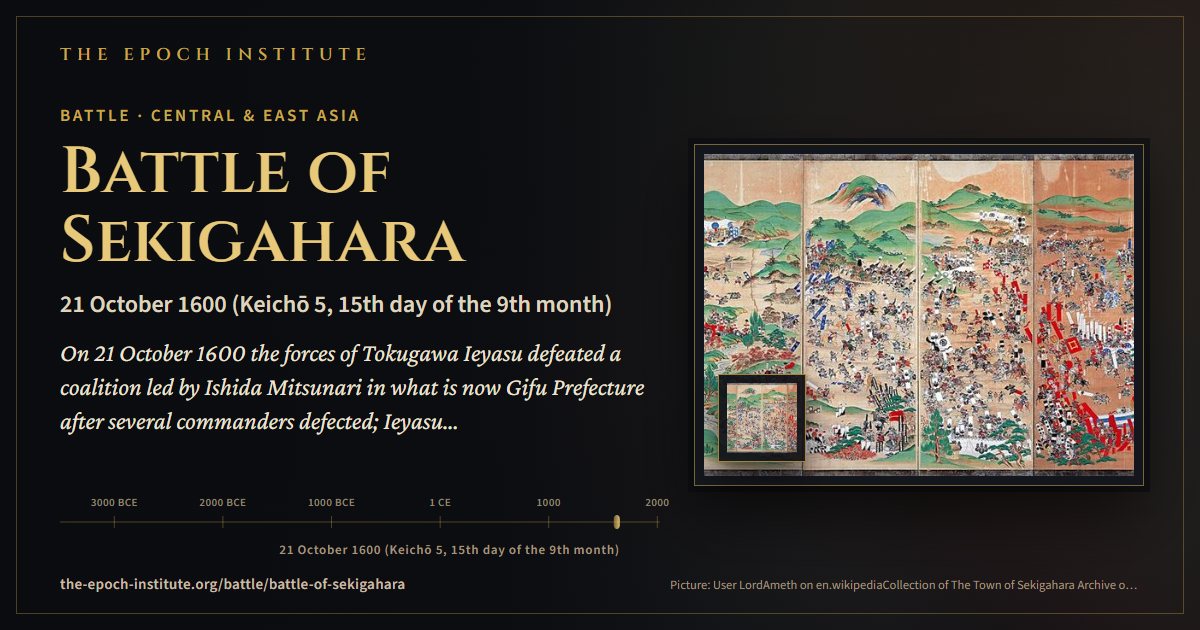 THE EPOCH INSTITUTE
BATTLE · CENTRAL & EAST ASIA
BATTLE OF
SEKIGAHARA
21 October 1600 (Keichō 5, 15th day of the 9th month)
On 21 October 1600 the forces of Tokugawa Ieyasu defeated a
coalition led by Ishida Mitsunari in what is now Gifu Prefecture
after several commanders defected; Ieyasu...
3000 BCE 2000 BCE 1000 BCE 1 CE 1000 2000
21 October 1600 (Keichō 5, 15th day of the 9th month)
the-epoch-institute.org/battle/battle-of-sekigahara
Picture: User LordAmeth on en.wikipediaCollection of The Town of Sekigahara Archive o...